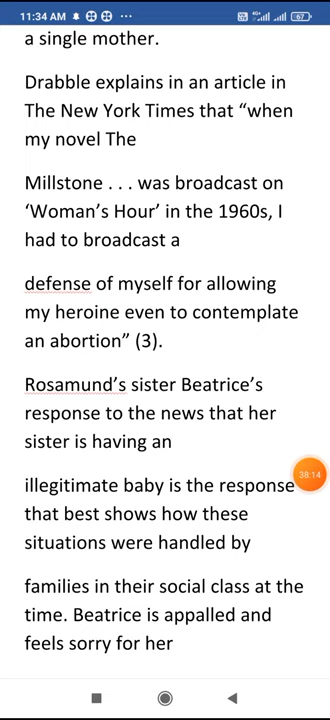 11:34 AM
4G+
67
a single mother.
Drabble explains in an article in
The New York Times that “when
my novel The
Millstone . . . was broadcast on
‘Woman’s Hour’ in the 1960s, I
had to broadcast a
defense of myself for allowing
my heroine even to contemplate
an abortion” (3).
Rosamund’s sister Beatrice’s
response to the news that her
sister is having an
38:14
illegitimate baby is the response
that best shows how these
situations were handled by
families in their social class at the
time. Beatrice is appalled and
feels sorry for her